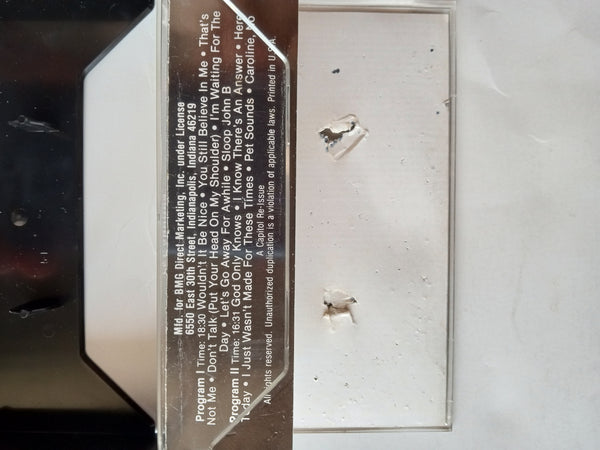 Mfd. for BMG Direct Marketing, Inc. under License
6550 East 30th Street, Indianapolis, Indiana 46219
Program I Time: 18:30 Wouldn't It Be Nice • You Still Believe In Me • That's
Not Me • Don't Talk (Put Your Head On My Shoulder) • I'm Waiting For The
Day • Let's Go Away For Awhile • Sloop John B
Program II Time: 16:31 God Only Knows • I Know There's An Answer • Here
Today • I Just Wasn't Made For These Times • Pet Sounds • Caroline, No
A Capitol Re-Issue
All rights reserved. Unauthorized duplication is a violation of applicable laws. Printed in U.S.A.